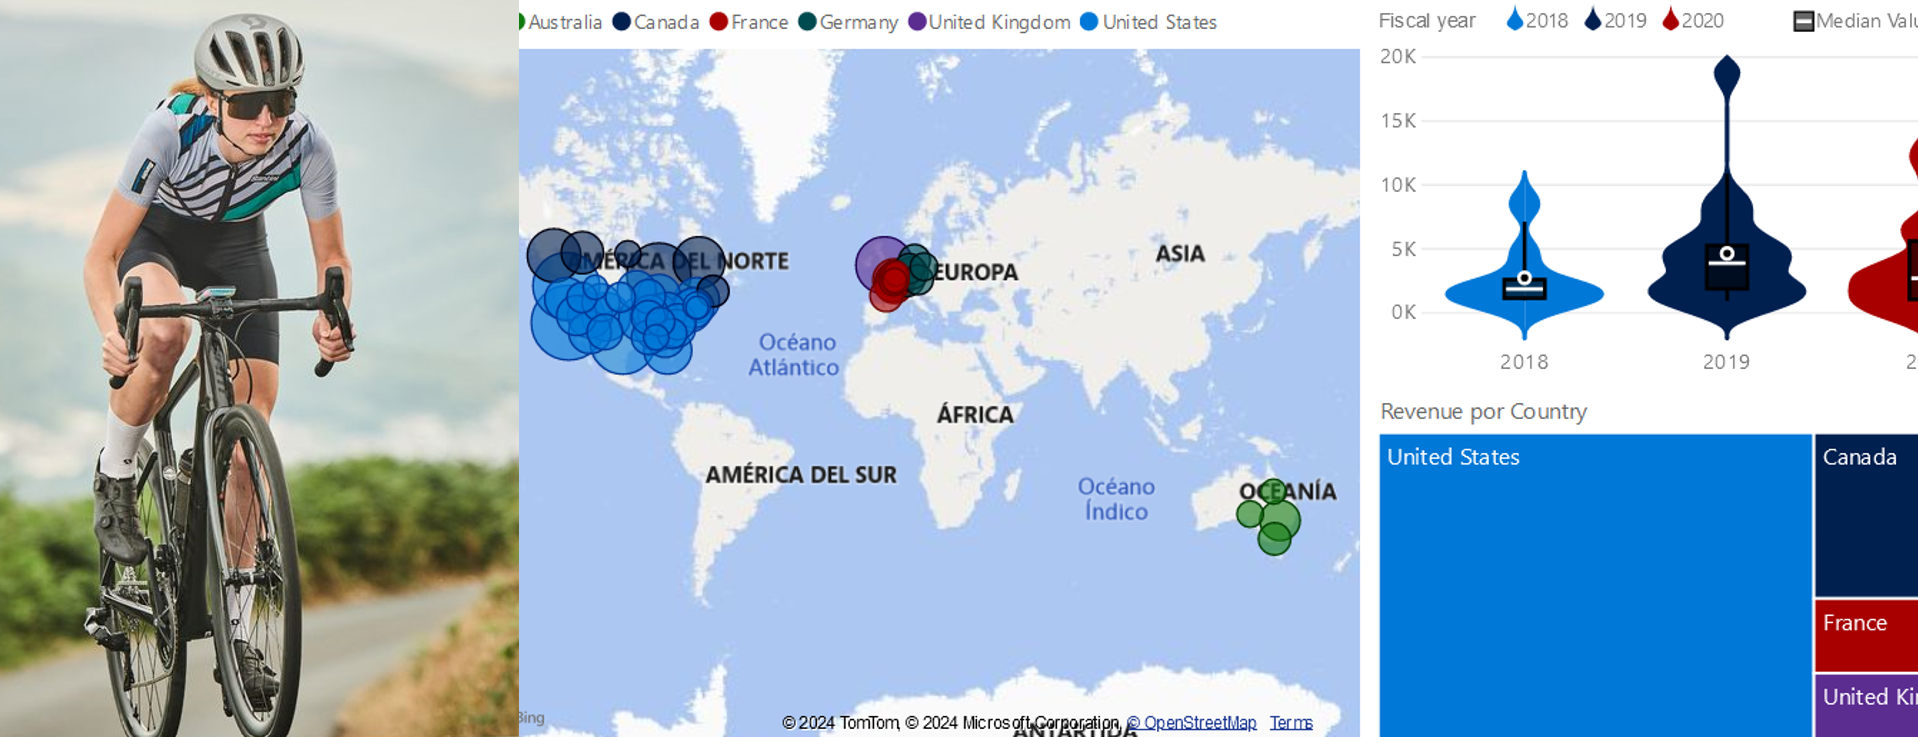 Australia Canada France Germany United Kingdom United States
AMÉRICA DEL NORTE
EUROPA
ASIA
Océano
Atlántico
ÁFRICA
AMÉRICA DEL SUR
Océano
Índico
OCEANÍA
ANTÁRTIDA
Bing
© 2024 TomTom, © 2024 Microsoft Corporation, © OpenStreetMap Terms
Fiscal year 2018 2019 2020 Median Valu
20K
15K
10K
5K
0K
2018 2019 2
Revenue por Country
United States
Canada
France
United Ki